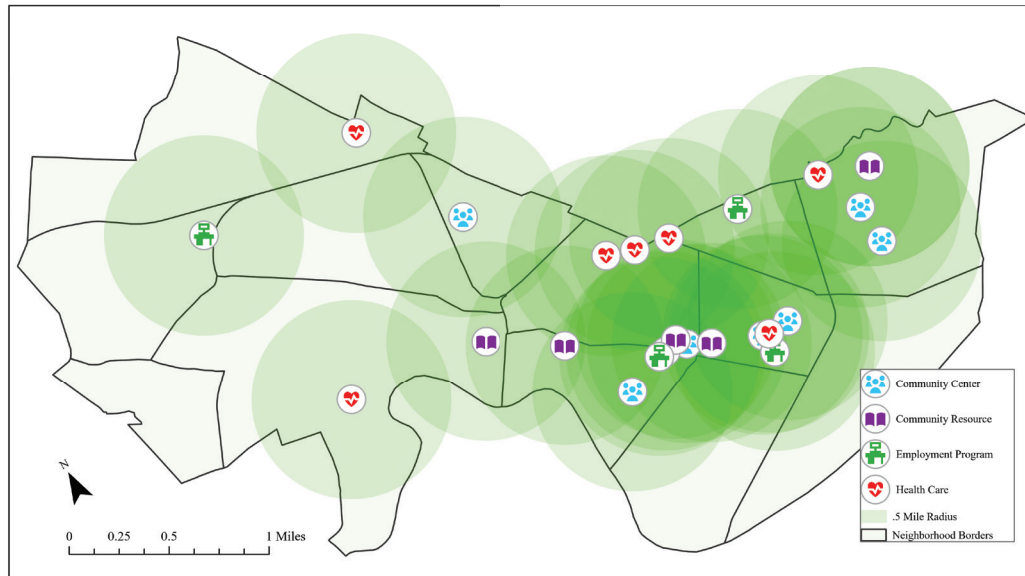 Community Center
Community Resource
Employment Program
Health Care
.5 Mile Radius
Neighborhood Borders
N
0 0.25 0.5 1 Miles